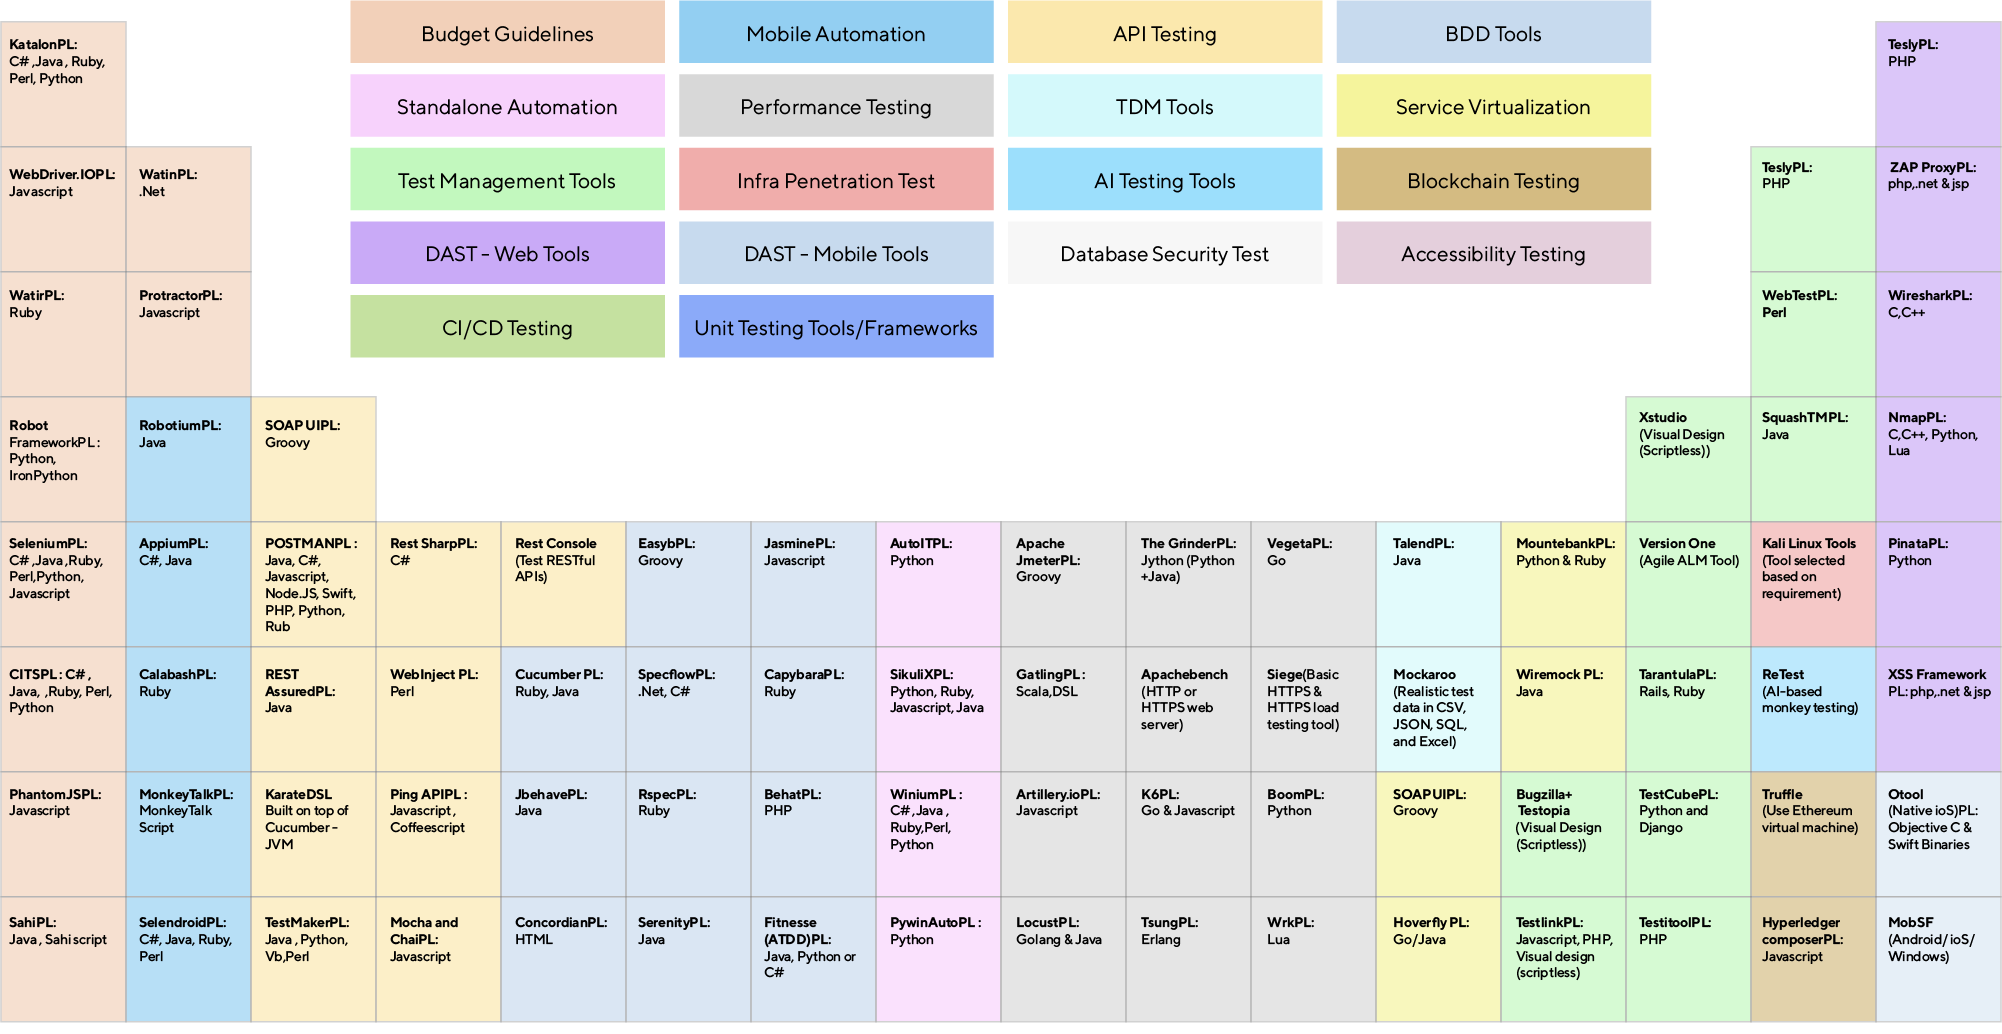 Budget Guidelines
Mobile Automation
API Testing
BDD Tools
Standalone Automation
Performance Testing
TDM Tools
Service Virtualization
Test Management Tools
Infra Penetration Test
AI Testing Tools
Blockchain Testing
DAST - Web Tools
DAST - Mobile Tools
Database Security Test
Accessibility Testing
CI/CD Testing
Unit Testing Tools/Frameworks
KatalonPL:
C# ,Java , Ruby,
Perl, Python
TeslyPL:
PHP
WebDriver.IOPL:
Javascript
WatinPL:
.Net
TeslyPL:
PHP
ZAP ProxyPL:
php,.net & jsp
WatirPL:
Ruby
ProtractorPL:
Javascript
WebTestPL:
Perl
WiresharkPL:
C,C++
Robot
FrameworkPL :
Python,
IronPython
RobotiumPL:
Java
SOAP UIPL:
Groovy
Xstudio
(Visual Design
(Scriptless))
SquashTMPL:
Java
NmapPL:
C,C++, Python,
Lua
SeleniumPL:
C# ,Java ,Ruby,
Perl,Python,
Javascript
AppiumPL:
C#, Java
POSTMANPL :
Java, C#,
Javascript,
Node.JS, Swift,
PHP, Python,
Rub
Rest SharpPL:
C#
Rest Console
(Test RESTful
APIs)
EasybPL:
Groovy
JasminePL:
Javascript
AutoITPL:
Python
Apache
JmeterPL:
Groovy
The GrinderPL:
Jython (Python
+Java)
VegetaPL:
Go
TalendPL:
Java
MountebankPL:
Python & Ruby
Version One
(Agile ALM Tool)
Kali Linux Tools
(Tool selected
based on
requirement)
PinataPL:
Python
CITSPL : C# ,
Java, ,Ruby, Perl,
Python
CalabashPL:
Ruby
REST
AssuredPL:
Java
WebInject PL:
Perl
Cucumber PL:
Ruby, Java
SpecflowPL:
.Net, C#
CapybaraPL:
Ruby
SikuliXPL:
Python, Ruby,
Javascript, Java
GatlingPL :
Scala,DSL
Apachebench
(HTTP or
HTTPS web
server)
Siege(Basic
HTTPS &
HTTPS load
testing tool)
Mockaroo
(Realistic test
data in CSV,
JSON, SQL,
and Excel)
Wiremock PL:
Java
TarantulaPL:
Rails, Ruby
ReTest
(AI-based
monkey testing)
XSS Framework
PL: php,.net & jsp
PhantomJSPL:
Javascript
MonkeyTalkPL:
MonkeyTalk
Script
KarateDSL
Built on top of
Cucumber -
JVM
Ping APIPL :
Javascript ,
Coffeescript
JbehavePL:
Java
RspecPL:
Ruby
BehatPL:
PHP
WiniumPL :
C# ,Java ,
Ruby,Perl,
Python
Artillery.ioPL:
Javascript
K6PL:
Go & Javascript
BoomPL:
Python
SOAPUIPL:
Groovy
Bugzilla+
Testopia
(Visual Design
(Scriptless))
TestCubePL:
Python and
Django
Truffle
(Use Ethereum
virtual machine)
Otool
(Native ioS)PL:
Objective C &
Swift Binaries
SahiPL:
Java , Sahi script
SelendroidPL:
C#, Java, Ruby,
Perl
TestMakerPL:
Java , Python,
Vb,Perl
Mocha and
ChaiPL:
Javascript
ConcordianPL:
HTML
SerenityPL:
Java
Fitnesse
(ATDD)PL:
Java, Python or
C#
PywinAutoPL :
Python
LocustPL:
Golang & Java
TsungPL:
Erlang
WrkPL:
Lua
Hoverfly PL:
Go/Java
TestlinkPL:
Javascript, PHP,
Visual design
(scriptless)
TestitoolPL:
PHP
Hyperledger
composerPL:
Javascript
MobSF
(Android/ ioS/
Windows)